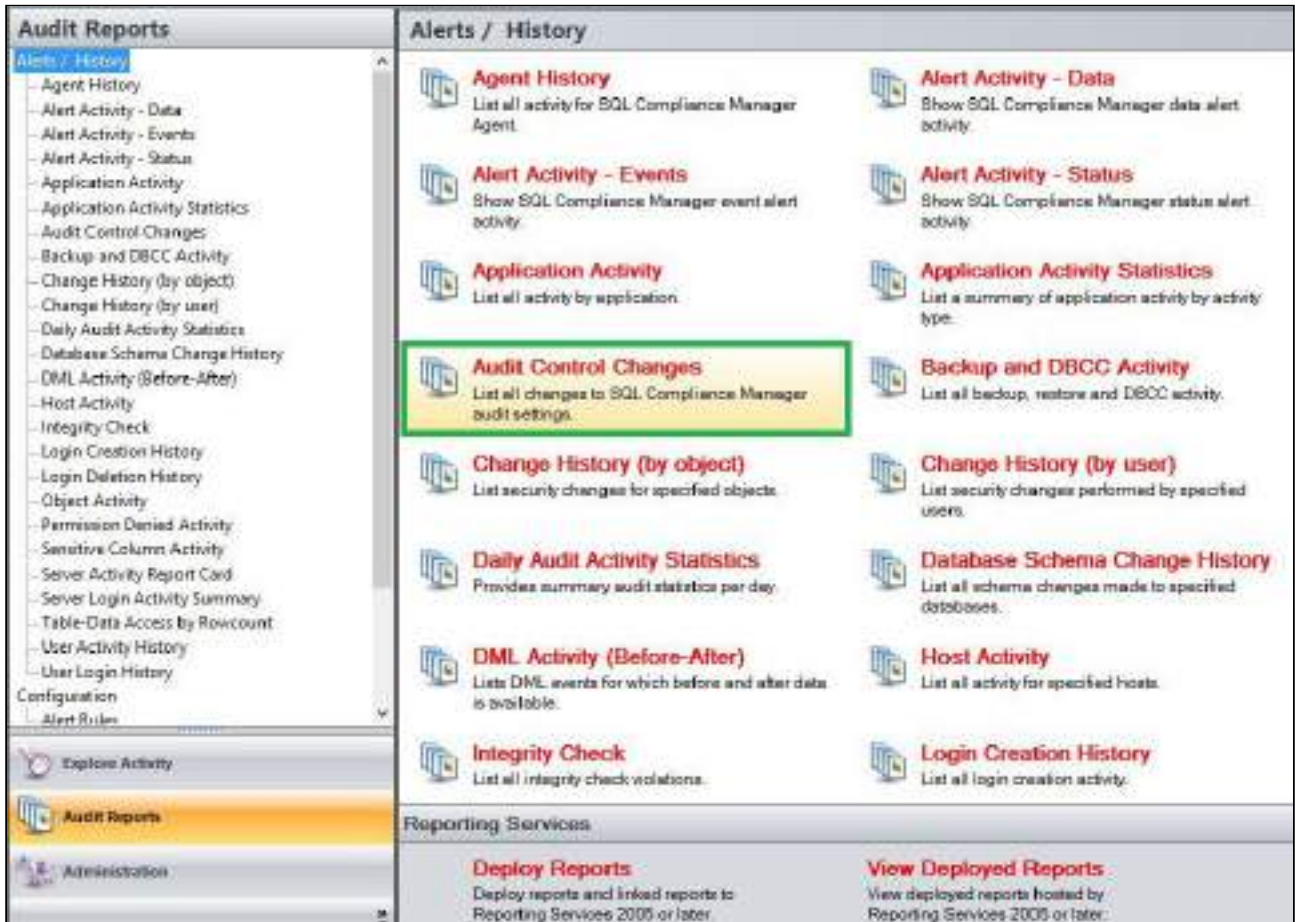 Audit Reports
Alerts / History
Agent History
Alert Activity - Data
Alert Activity - Events
Alert Activity - Status
Application Activity
Application Activity Statistics
Audit Control Changes
Backup and DBCC Activity
Change History (by object)
Change History (by user)
Daily Audit Activity Statistics
Database Schema Change History
DML Activity (Before-After)
Host Activity
Integrity Check
Login Creation History
Login Deletion History
Object Activity
Permission Denied Activity
Sensitive Column Activity
Server Activity Report Card
Server Login Activity Summary
Table-Data Access by Rowcount
User Activity History
User Login History
Configuration
Alert Rules
Explore Activity
Audit Reports
Administration
Alerts / History
Agent History
List all activity for SQL Compliance Manager
Agent.
Alert Activity - Data
Show SQL Compliance Manager data alert
activity.
Alert Activity - Events
Show SQL Compliance Manager event alert
activity.
Alert Activity - Status
Show SQL Compliance Manager status alert
activity.
Application Activity
List all activity by application.
Application Activity Statistics
List a summary of application activity by activity
type.
Audit Control Changes
List all changes to SQL Compliance Manager
audit settings.
Backup and DBCC Activity
List all backup, restore and DBCC activity.
Change History (by object)
List security changes for specified objects.
Change History (by user)
List security changes performed by specified
users.
Daily Audit Activity Statistics
Provides summary audit statistics per day.
Database Schema Change History
List all schema changes made to specified
databases.
DML Activity (Before-After)
Lists DML events for which before and after data
is available.
Host Activity
List all activity for specified hosts.
Integrity Check
List all integrity check violations.
Login Creation History
List all login creation activity.
Reporting Services
Deploy Reports
Deploy reports and linked reports to
Reporting Services 2005 or later.
View Deployed Reports
View deployed reports hosted by
Reporting Services 2005 or later.